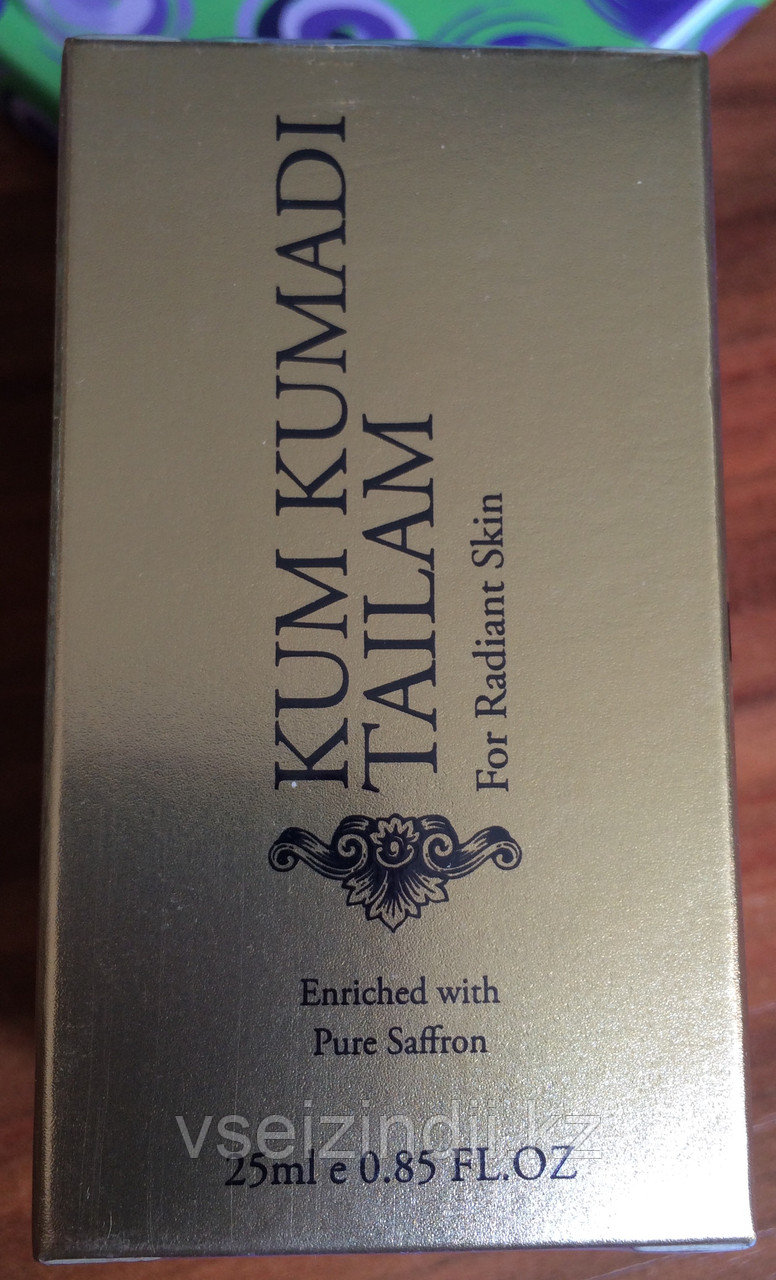 KUM KUMADI
TAILAM
For Radiant Skin
Enriched with
Pure Saffron
vseizindii.kz
25ml e 0.85 FL.OZ